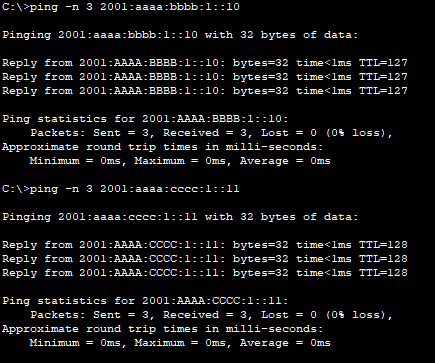 C:\>ping -n 3 2001:aaaa:bbbb:1::10
Pinging 2001:aaaa:bbbb:1::10 with 32 bytes of data:
Reply from 2001:AAAA:BBBB:1::10: bytes=32 time<1ms TTL=127
Reply from 2001:AAAA:BBBB:1::10: bytes=32 time<1ms TTL=127
Reply from 2001:AAAA:BBBB:1::10: bytes=32 time<1ms TTL=127
Ping statistics for 2001:AAAA:BBBB:1::10:
Packets: Sent = 3, Received = 3, Lost = 0 (0% loss),
Approximate round trip times in milli-seconds:
Minimum = 0ms, Maximum = 0ms, Average = 0ms
C:\>ping -n 3 2001:aaaa:cccc:1::11
Pinging 2001:aaaa:cccc:1::11 with 32 bytes of data:
Reply from 2001:AAAA:CCCC:1::11: bytes=32 time<1ms TTL=128
Reply from 2001:AAAA:CCCC:1::11: bytes=32 time<1ms TTL=128
Reply from 2001:AAAA:CCCC:1::11: bytes=32 time<1ms TTL=128
Ping statistics for 2001:AAAA:CCCC:1::11:
Packets: Sent = 3, Received = 3, Lost = 0 (0% loss),
Approximate round trip times in milli-seconds:
Minimum = 0ms, Maximum = 0ms, Average = 0ms